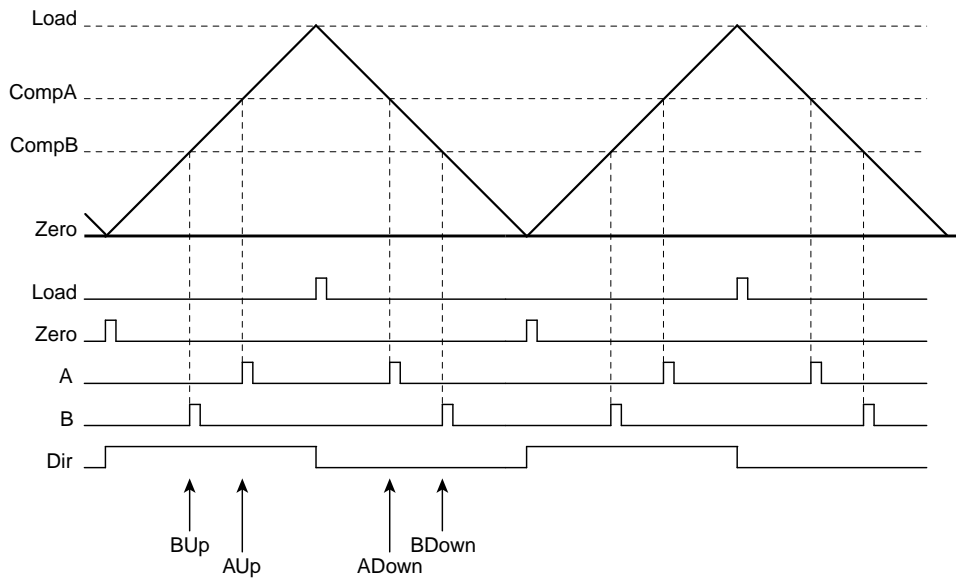 Load
CompA
CompB
Zero
Load
Zero
A
B
Dir
BUp
BDown
AUp
ADown